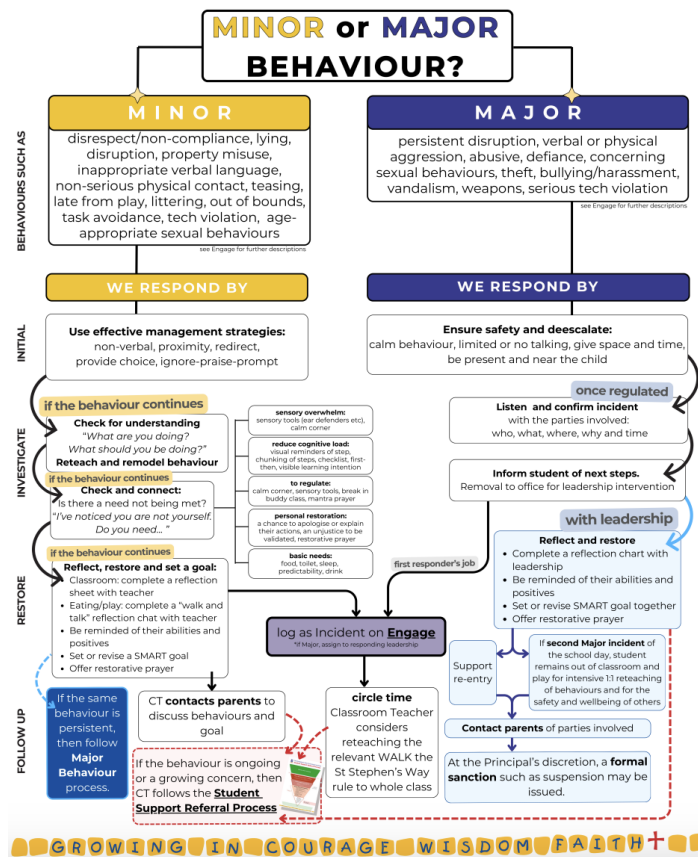 MINOR or MAJOR
BEHAVIOUR?
MINOR
MAJOR
BEHAVIOURS SUCH AS
disrespect/non-compliance, lying,
disruption, property misuse,
inappropriate verbal language,
non-serious physical contact, teasing,
late from play, littering, out of bounds,
task avoidance, tech violation, age-
appropriate sexual behaviours
see Engage for further descriptions
persistent disruption, verbal or physical
aggression, abusive, defiance, concerning
sexual behaviours, theft, bullying/harassment,
vandalism, weapons, serious tech violation
see Engage for further descriptions
WE RESPOND BY
WE RESPOND BY
INITIAL
Use effective management strategies:
non-verbal, proximity, redirect,
provide choice, ignore-praise-prompt
Ensure safety and deescalate:
calm behaviour, limited or no talking, give space and time,
be present and near the child
INVESTIGATE
if the behaviour continues
Check for understanding
“What are you doing?
What should you be doing?”
Reteach and remodel behaviour
if the behaviour continues
Check and connect:
Is there a need not being met?
“I’ve noticed you are not yourself.
Do you need... ”
sensory overwhelm:
sensory tools (ear defenders etc),
calm corner
reduce cognitive load:
visual reminders of step,
chunking of steps, checklist, first-
then, visible learning intention
to regulate:
calm corner, sensory tools, break in
buddy class, mantra prayer
personal restoration:
a chance to apologise or explain
their actions, an unjustice to be
validated, restorative prayer
basic needs:
food, toilet, sleep,
predictability, drink
once regulated
Listen and confirm incident
with the parties involved:
who, what, where, why and time
Inform student of next steps.
Removal to office for leadership intervention
RESTORE
if the behaviour continues
Reflect, restore and set a goal:
• Classroom: complete a reflection
sheet with teacher
• Eating/play: complete a “walk and
talk” reflection chat with teacher
• Be reminded of their abilities and
positives
• Set or revise a SMART goal
• Offer restorative prayer
first responder’s job
with leadership
Reflect and restore
• Complete a reflection chart with
leadership
• Be reminded of their abilities and
positives
• Set or revise SMART goal together
• Offer restorative prayer
log as Incident on Engage
*if Major, assign to responding leadership
Support
re-entry
If second Major incident of
the school day, student
remains out of classroom and
play for intensive 1:1 reteaching
of behaviours and for the
safety and wellbeing of others
FOLLOW UP
If the same
behaviour is
persistent,
then follow
Major
Behaviour
process.
CT contacts parents to
discuss behaviours and
goal
circle time
Classroom Teacher
considers
reteaching the
relevant WALK the
St Stephen’s Way
rule to whole class
Contact parents of parties involved
If the behaviour is ongoing
or a growing concern, then
CT follows the Student
Support Referral Process
At the Principal’s discretion, a formal
sanction such as suspension may be
issued.
GROWING IN COURAGE WISDOM FAITH